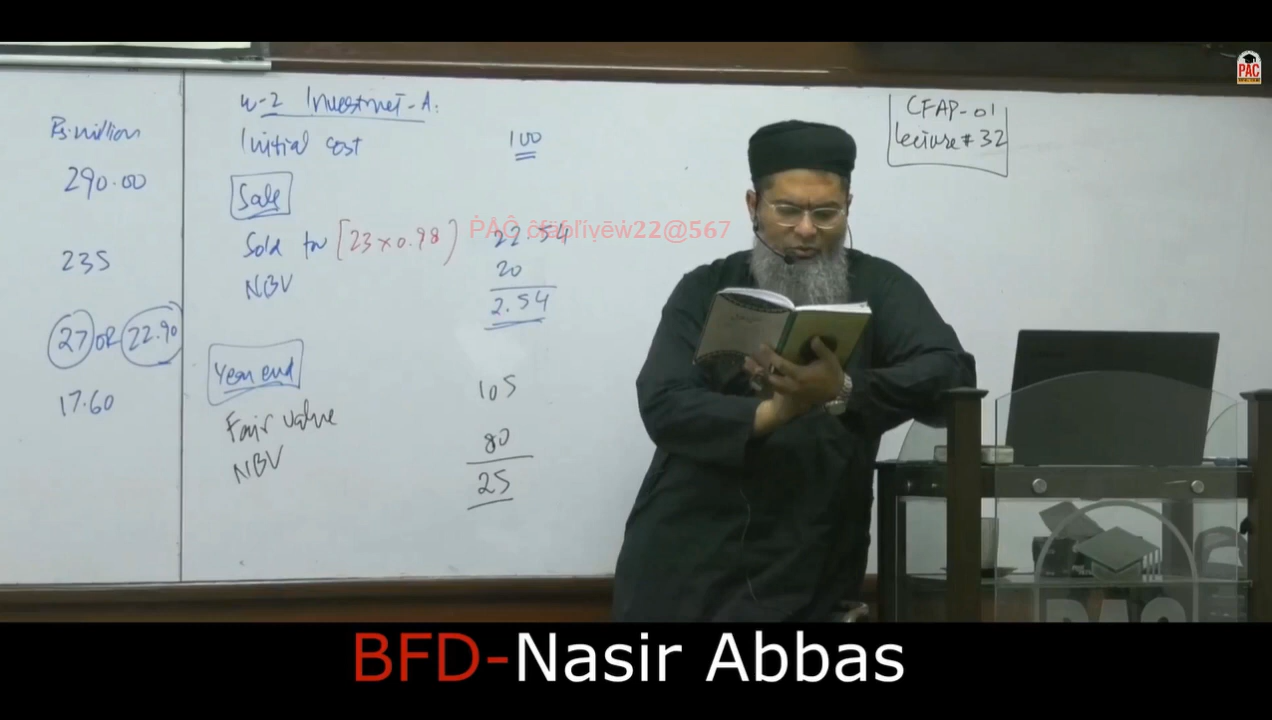 PAC
CFAP-01
Lecture # 32
Rs. million
290.00
235
27 OR 22.90
17.60
W-2 Investment-A:
Initial cost 100
Sale
Sold for [23 x 0.98] 22.54
NBV 20
2.54
Year end
Fair value 105
NBV 80
25
PAC
BFD-Nasir Abbas